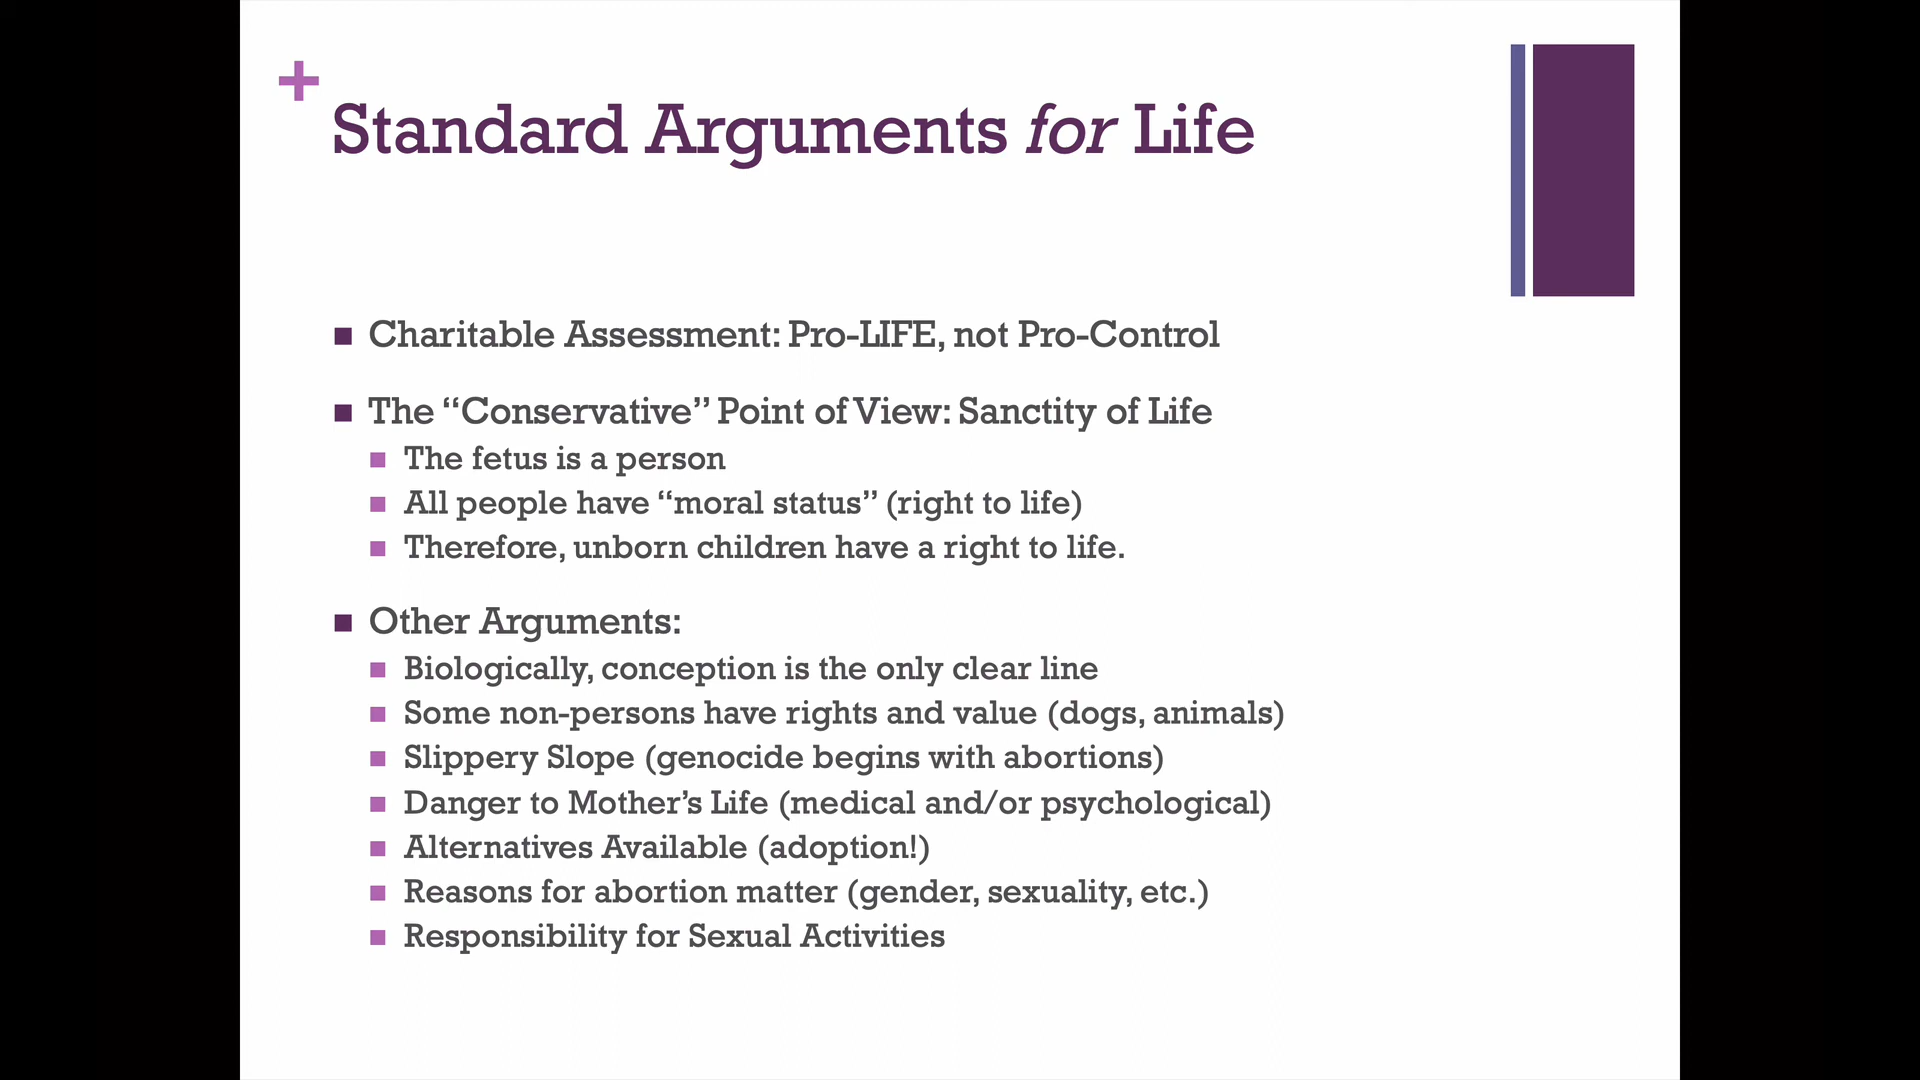 Standard Arguments for Life
Charitable Assessment: Pro-LIFE, not Pro-Control
The “Conservative” Point of View: Sanctity of Life
The fetus is a person
All people have “moral status” (right to life)
Therefore, unborn children have a right to life.
Other Arguments:
Biologically, conception is the only clear line
Some non-persons have rights and value (dogs, animals)
Slippery Slope (genocide begins with abortions)
Danger to Mother’s Life (medical and/or psychological)
Alternatives Available (adoption!)
Reasons for abortion matter (gender, sexuality, etc.)
Responsibility for Sexual Activities